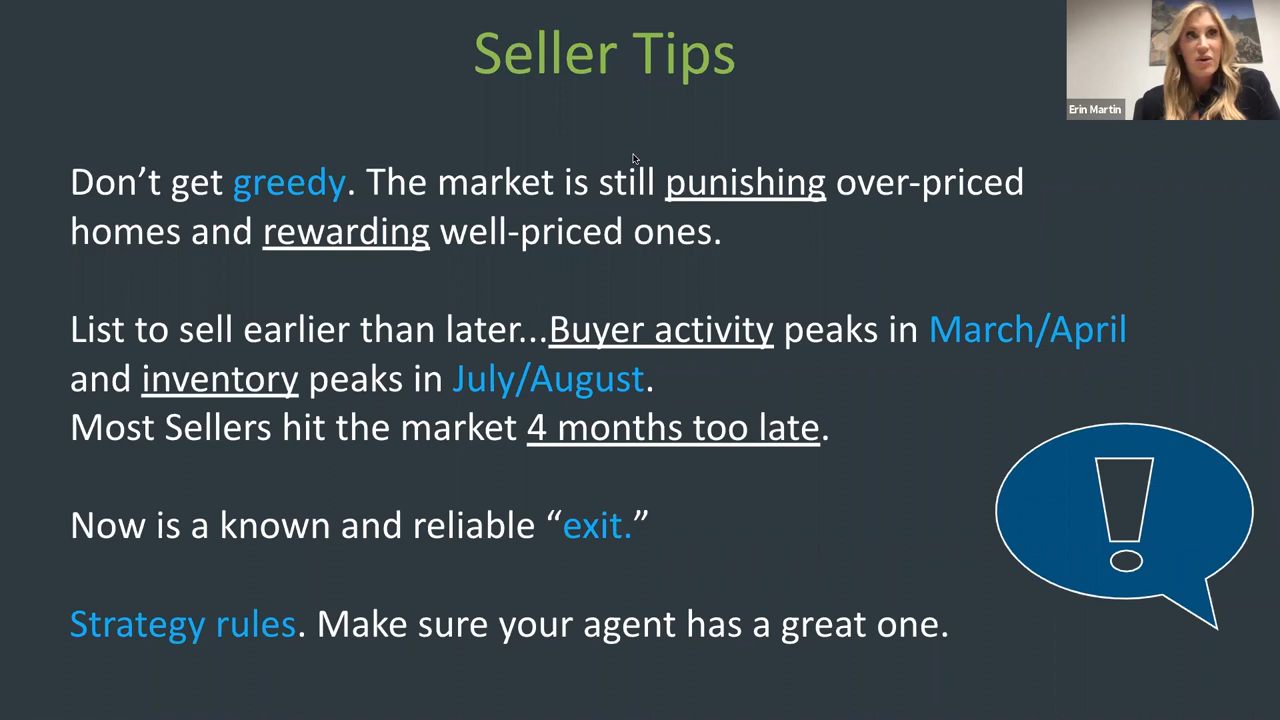 Seller Tips
Erin Martin
Don’t get greedy. The market is still punishing over-priced
homes and rewarding well-priced ones.
List to sell earlier than later...Buyer activity peaks in March/April
and inventory peaks in July/August.
Most Sellers hit the market 4 months too late.
Now is a known and reliable “exit.”
Strategy rules. Make sure your agent has a great one.
!